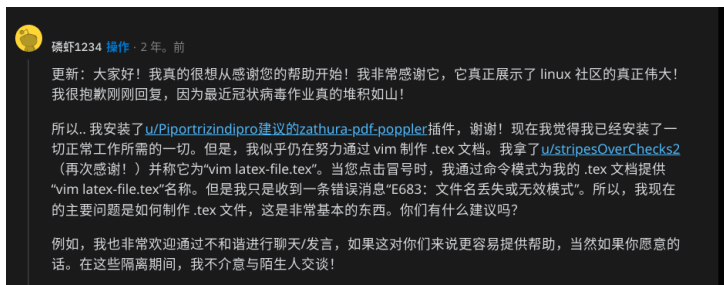 磷虾1234 操作 · 2 年。前
更新：大家好！我真的很想从感谢您的帮助开始！我非常感谢它，它真正展示了 linux 社区的真正伟大！
我很抱歉刚刚回复，因为最近冠状病毒作业真的堆积如山！
所以.. 我安装了u/Piportrizindipro建议的zathura-pdf-poppler插件，谢谢！现在我觉得我已经安装了一
切正常工作所需的一切。但是，我似乎仍在努力通过 vim 制作 .tex 文档。我拿了u/stripesOverChecks2
（再次感谢！）并称它为“vim latex-file.tex”。当您点击冒号时，我通过命令模式为我的 .tex 文档提供
“vim latex-file.tex”名称。但是我只是收到一条错误消息“E683：文件名丢失或无效模式”。所以，我现在
的主要问题是如何制作 .tex 文件，这是非常基本的东西。你们有什么建议吗？
例如，我也非常欢迎通过不和谐进行聊天/发言，如果这对你们来说更容易提供帮助，当然如果你愿意的
话。在这些隔离期间，我不介意与陌生人交谈！